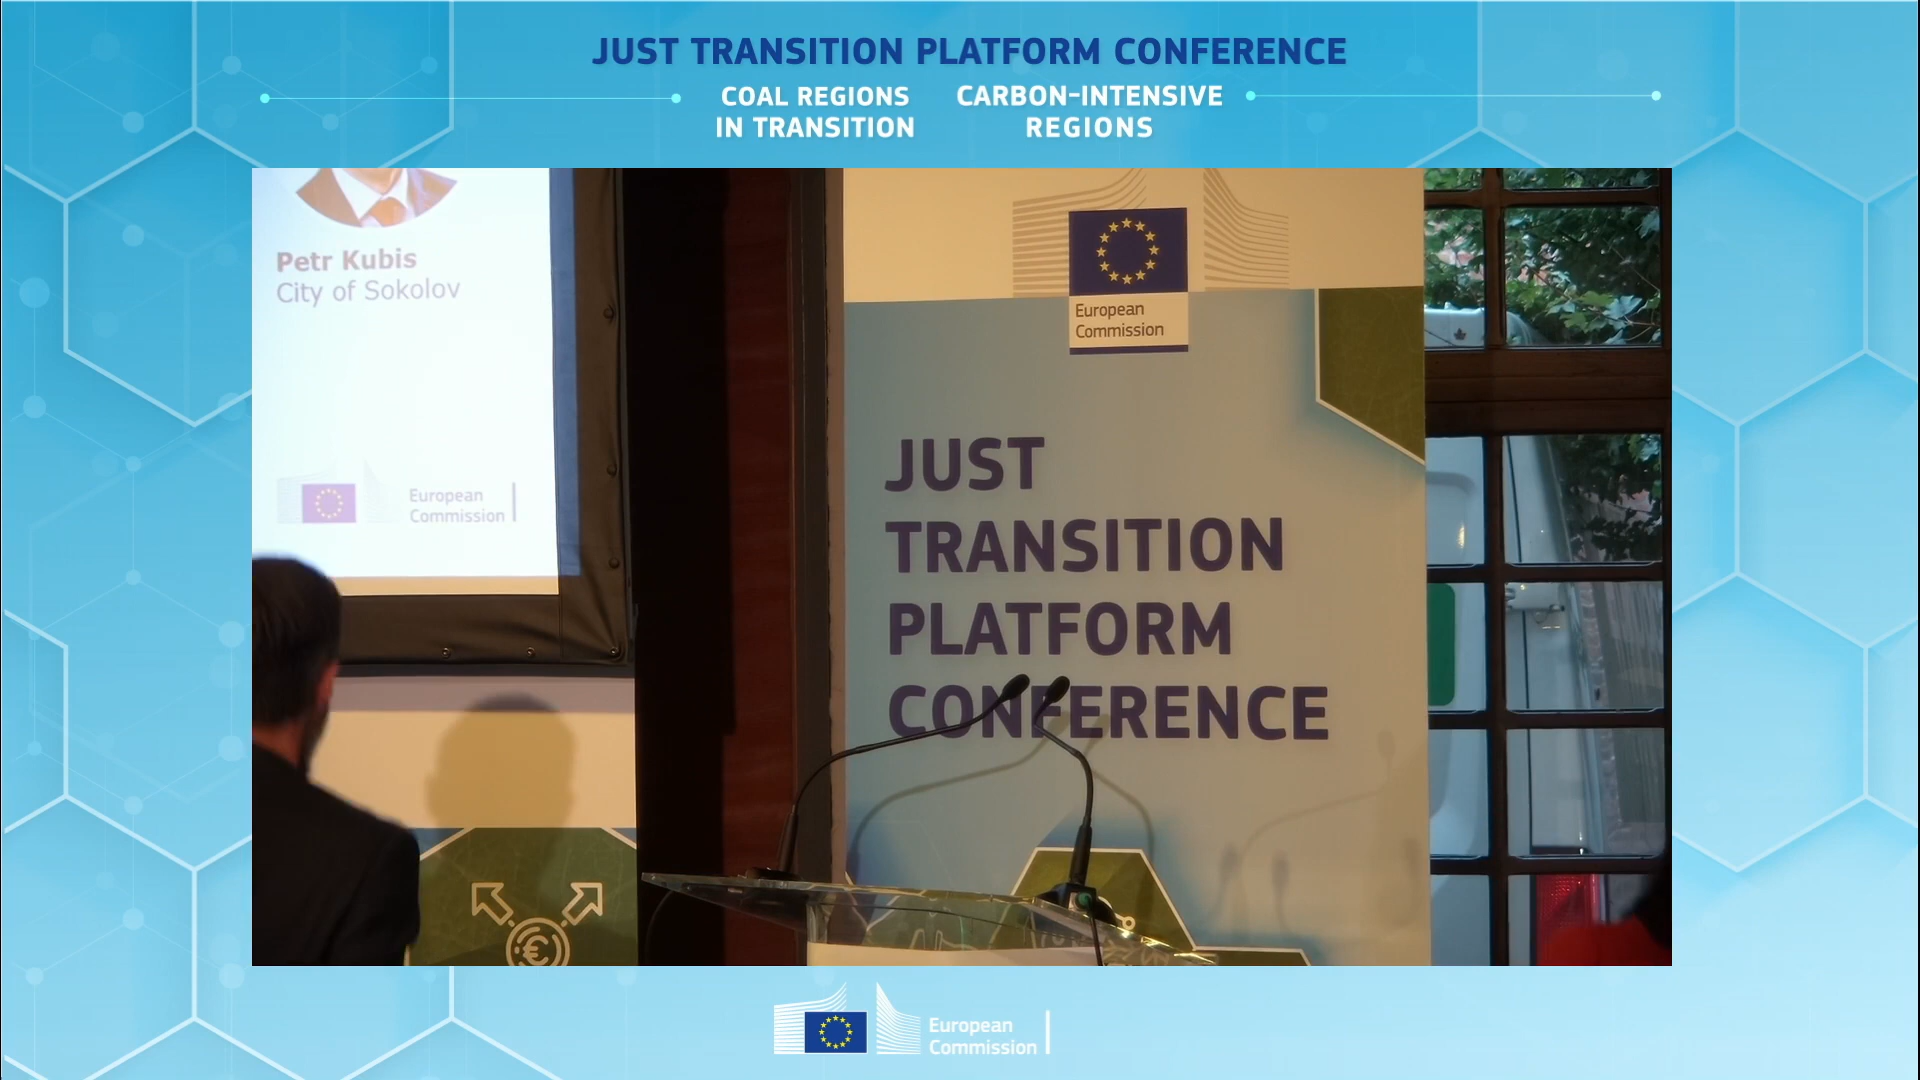 JUST TRANSITION PLATFORM CONFERENCE
COAL REGIONS
IN TRANSITION
CARBON-INTENSIVE
REGIONS
Petr Kubis
City of Sokolov
European
Commission
European
Commission
JUST
TRANSITION
PLATFORM
CONFERENCE
€
European
Commission